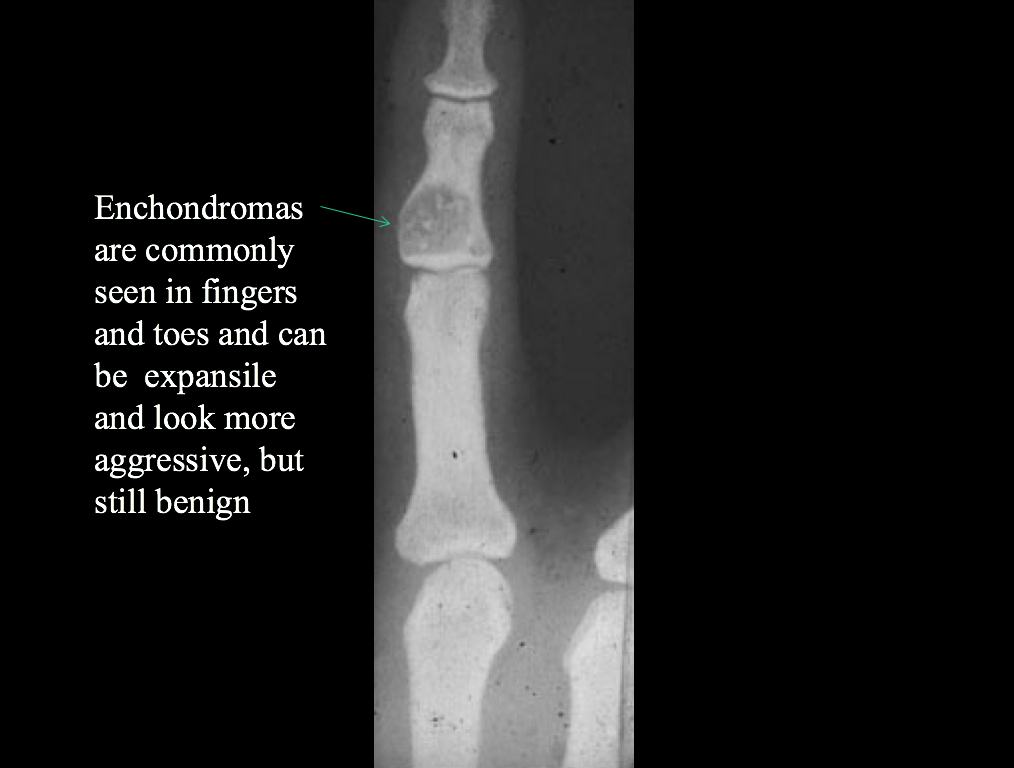 Enchondromas
are commonly
seen in fingers
and toes and can
be  expansile
and look more
aggressive, but
still benign